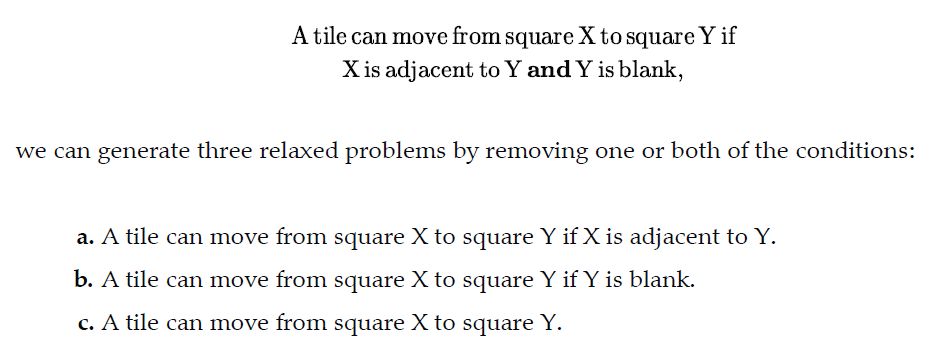 A tile can move from square X to square Y if
X is adjacent to Y and Y is blank,
we can generate three relaxed problems by removing one or both of the conditions:
a. A tile can move from square X to square Y if X is adjacent to Y.
b. A tile can move from square X to square Y if Y is blank.
c. A tile can move from square X to square Y.